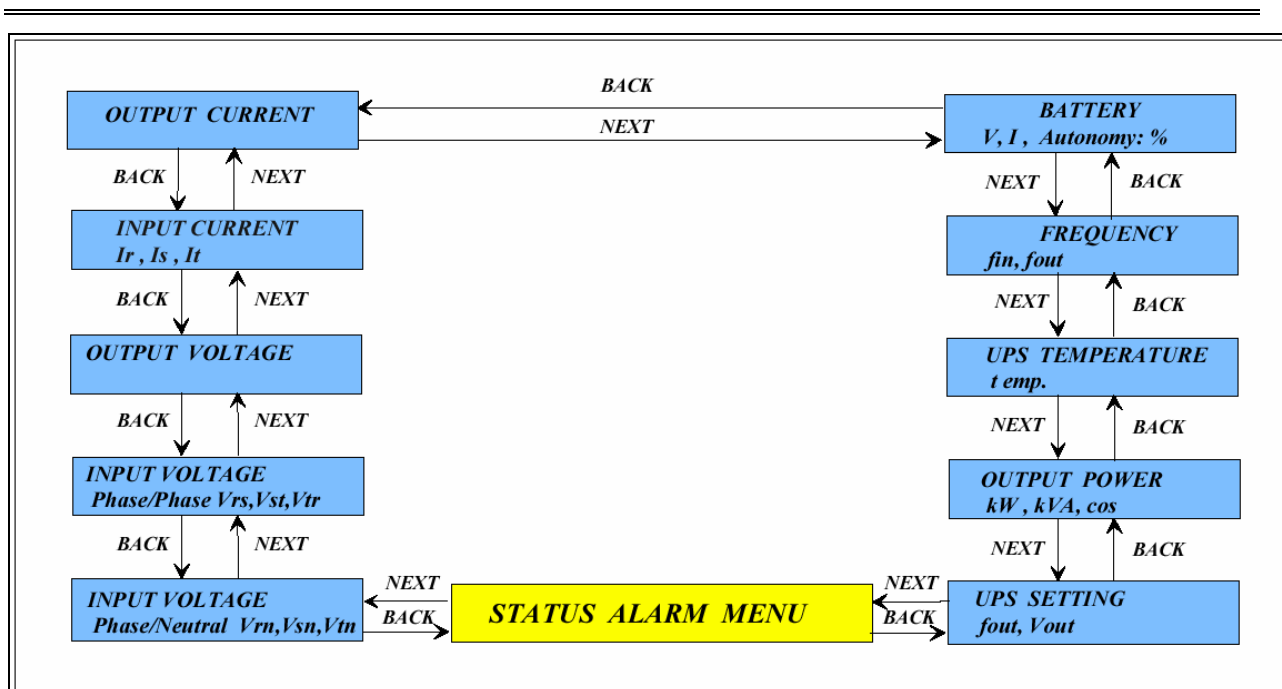 BACK
OUTPUT CURRENT
BATTERY
V, I , Autonomy: %
NEXT
BACK
NEXT
NEXT
BACK
INPUT CURRENT
Ir , Is , It
FREQUENCY
fin, fout
BACK
NEXT
NEXT
BACK
OUTPUT VOLTAGE
UPS TEMPERATURE
t emp.
BACK
NEXT
NEXT
BACK
INPUT VOLTAGE
Phase/Phase Vrs,Vst,Vtr
OUTPUT POWER
kW , kVA, cos
BACK
NEXT
NEXT
BACK
INPUT VOLTAGE
Phase/Neutral Vrn,Vsn,Vtn
NEXT
BACK
STATUS ALARM MENU
NEXT
BACK
UPS SETTING
fout, Vout